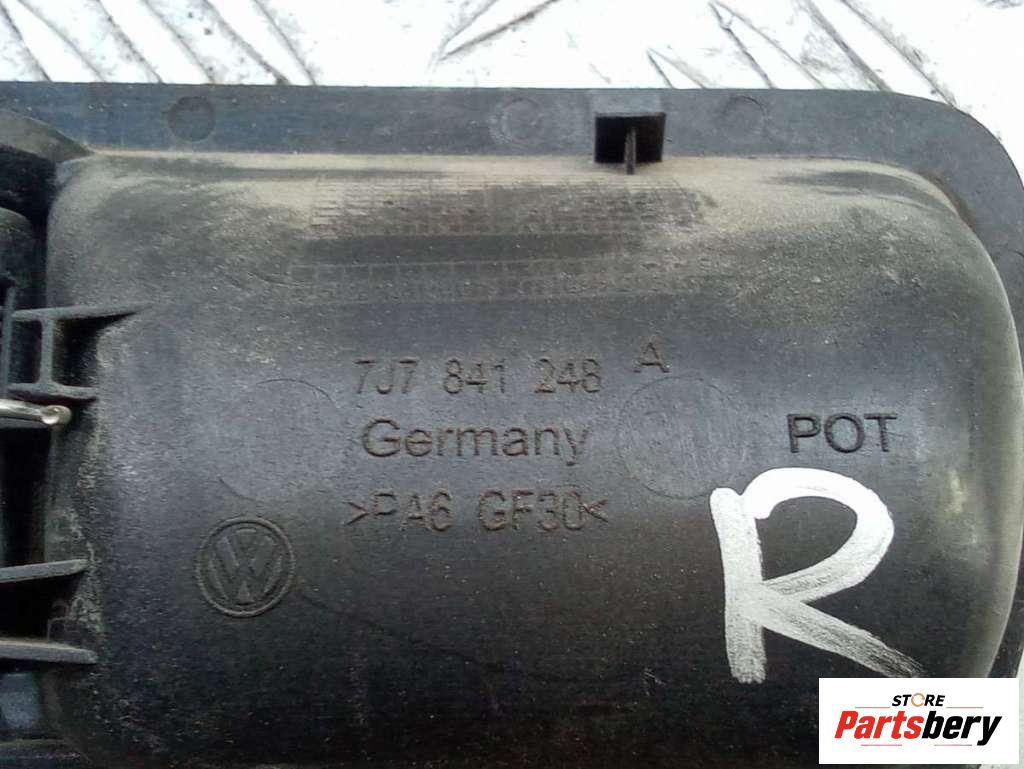 7J7 841 248 A
Germany POT
>PA6 GF30<
R
STORE
Partsbery